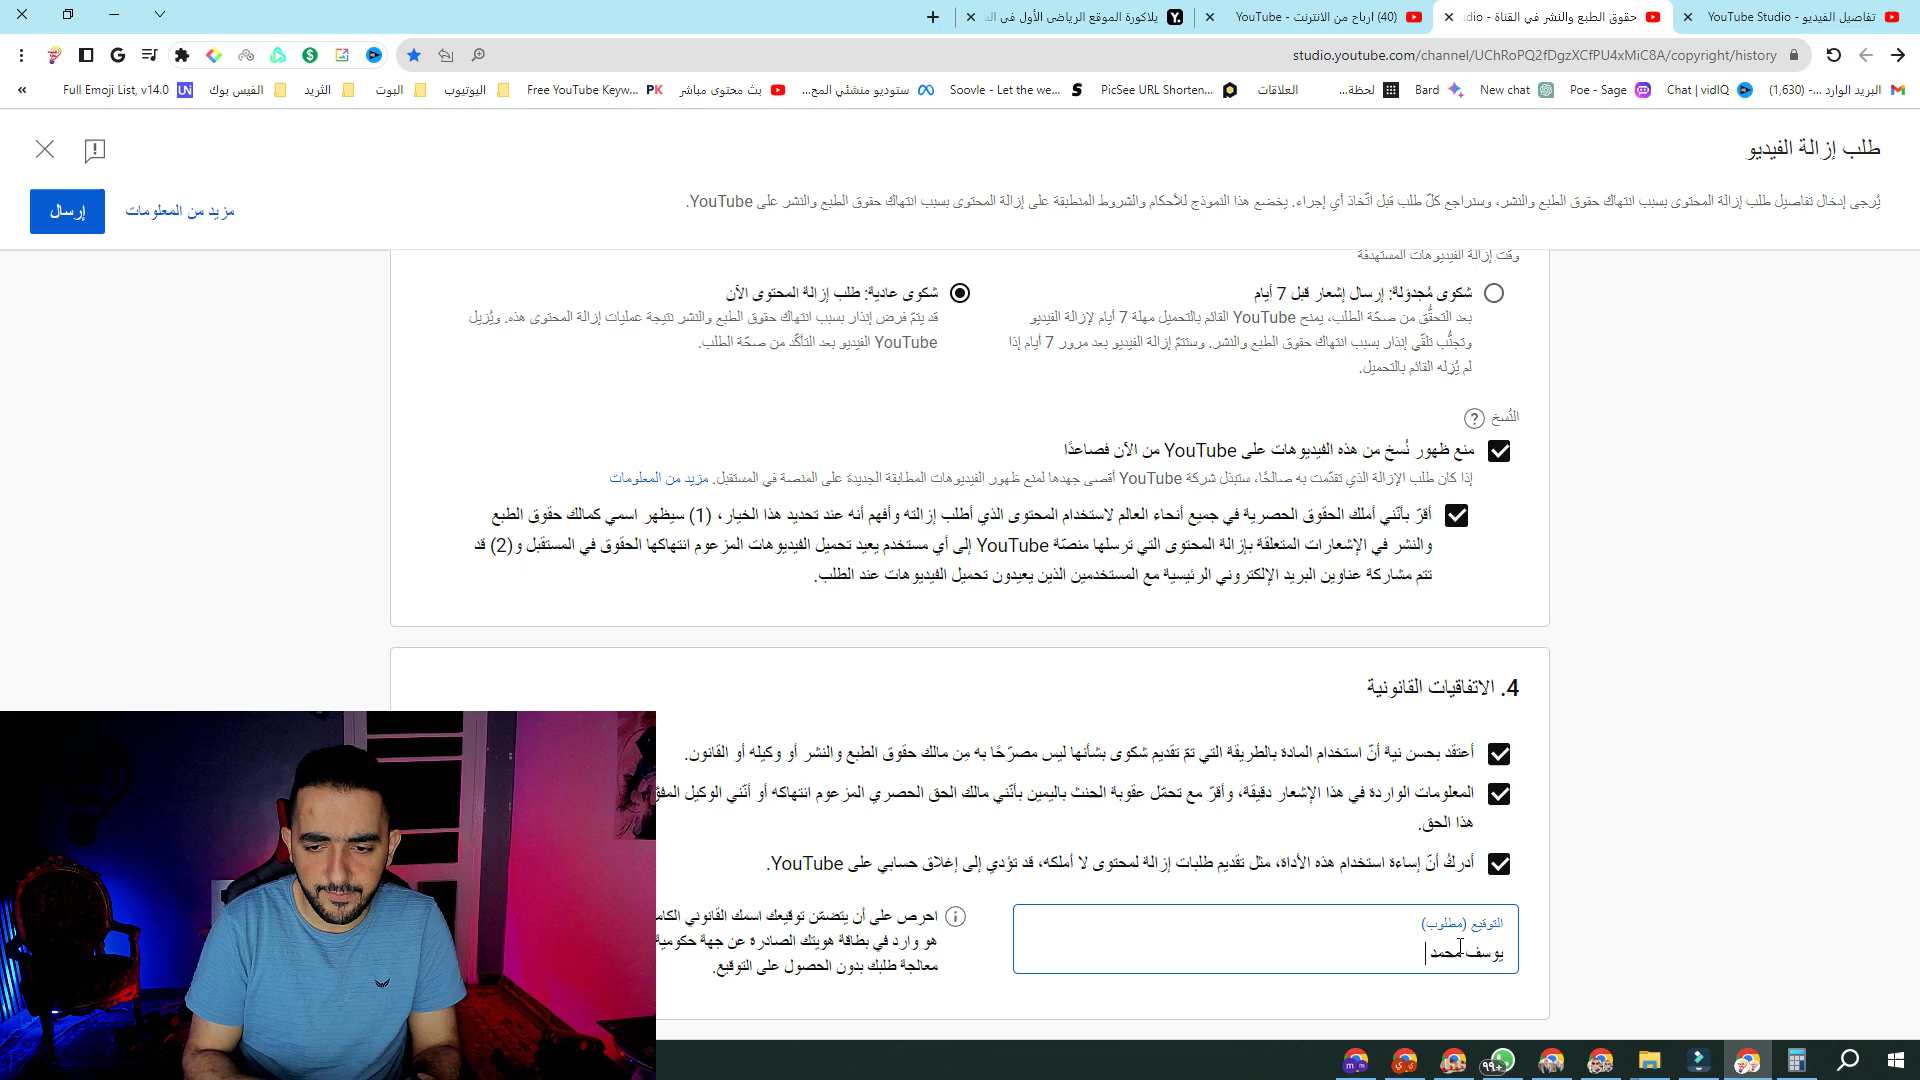 تفاصيل الفيديو - YouTube Studio
حقوق الطبع والنشر في القناة - dio
(40) ارباح من الانترنت - YouTube
يلاكورة الموقع الرياضى الأول فى
studio.youtube.com/channel/UChRoPQ2fDgzXCfPU4xMiC8A/copyright/history
البريد الوارد -... (1,630)
Chat | vidIQ
Poe - Sage
New chat
Bard
لحظة...
العلاقات
PicSee URL Shorten...
Soovle - Let the we...
ستوديو منشئي المح...
بث محتوى مباشر
PK
Free YouTube Keyw...
اليوتيوب
البوت
الثريد
الفيس بوك
Full Emoji List, v14.0
«
طلب إزالة الفيديو
يُرجى إدخال تفاصيل طلب إزالة المحتوى بسبب انتهاك حقوق الطبع والنشر، وسنراجع كلّ طلب قبل اتّخاذ أي إجراء. يخضع هذا النموذج للأحكام والشروط المنطبقة على إزالة المحتوى بسبب انتهاك حقوق الطبع والنشر على YouTube.
مزيد من المعلومات
إرسال
وقت إزالة الفيديوهات المستهدفة
شكوى مُجدوَلة: إرسال إشعار قبل 7 أيام
بعد التحقُّق من صحّة الطلب، يمنح YouTube القائم بالتحميل مهلة 7 أيام لإزالة الفيديو
وتجنُّب تلقّي إنذار بسبب انتهاك حقوق الطبع والنشر. وستتمّ إزالة الفيديو بعد مرور 7 أيام إذا
لم يُزله القائم بالتحميل.
شكوى عادية: طلب إزالة المحتوى الآن
قد يتمّ فرض إنذار بسبب انتهاك حقوق الطبع والنشر نتيجة عمليات إزالة المحتوى هذه. ويُزيل
YouTube الفيديو بعد التأكّد من صحّة الطلب.
النُسخ
منع ظهور نُسخ من هذه الفيديوهات على YouTube من الآن فصاعدًا
إذا كان طلب الإزالة الذي تقدّمت به صالحًا، ستبذل شركة YouTube أقصى جهدها لمنع ظهور الفيديوهات المطابقة الجديدة على المنصة في المستقبل. مزيد من المعلومات
أقرّ بأنّني أملك الحقوق الحصرية في جميع أنحاء العالم لاستخدام المحتوى الذي أطلب إزالته وأفهم أنه عند تحديد هذا الخيار، (1) سيظهر اسمي كمالك حقوق الطبع
والنشر في الإشعارات المتعلقة بإزالة المحتوى التي ترسلها منصّة YouTube إلى أي مستخدم يعيد تحميل الفيديوهات المزعوم انتهاكها الحقوق في المستقبل و(2) قد
تتم مشاركة عناوين البريد الإلكتروني الرئيسية مع المستخدمين الذين يعيدون تحميل الفيديوهات عند الطلب.
4. الاتفاقيات القانونية
أعتقد بحسن نية أنّ استخدام المادة بالطريقة التي تمّ تقديم شكوى بشأنها ليس مصرّحًا به مِن مالك حقوق الطبع والنشر أو وكيله أو القانون.
المعلومات الواردة في هذا الإشعار دقيقة، وأقرّ مع تحمّل عقوبة الحنث باليمين بأنّني مالك الحق الحصري المزعوم انتهاكه أو أنّني الوكيل
هذا الحق.
أدركُ أنّ إساءة استخدام هذه الأداة، مثل تقديم طلبات إزالة لمحتوى لا أملكه، قد تؤدي إلى إغلاق حسابي على YouTube.
التوقيع (مطلوب)
يوسف محمد
احرص على أن يتضمّن توقيعك اسمك القانوني
هو وارد في بطاقة هويتك الصادرة عن جهة حكومية
معالجة طلبك بدون الحصول على التوقيع.
+٩٩